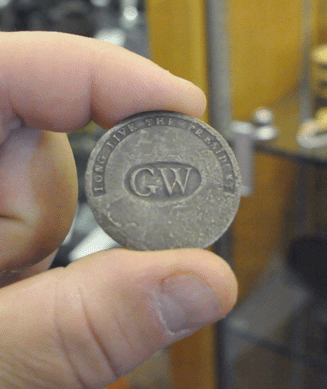 LONG LIVE THE PRESIDENT
GW